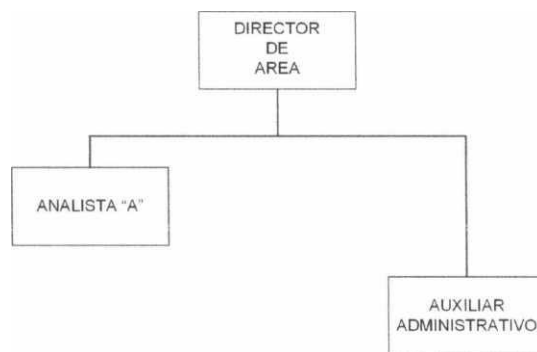 DIRECTOR
DE
AREA
ANALISTA "A"
AUXILIAR
ADMINISTRATIVO